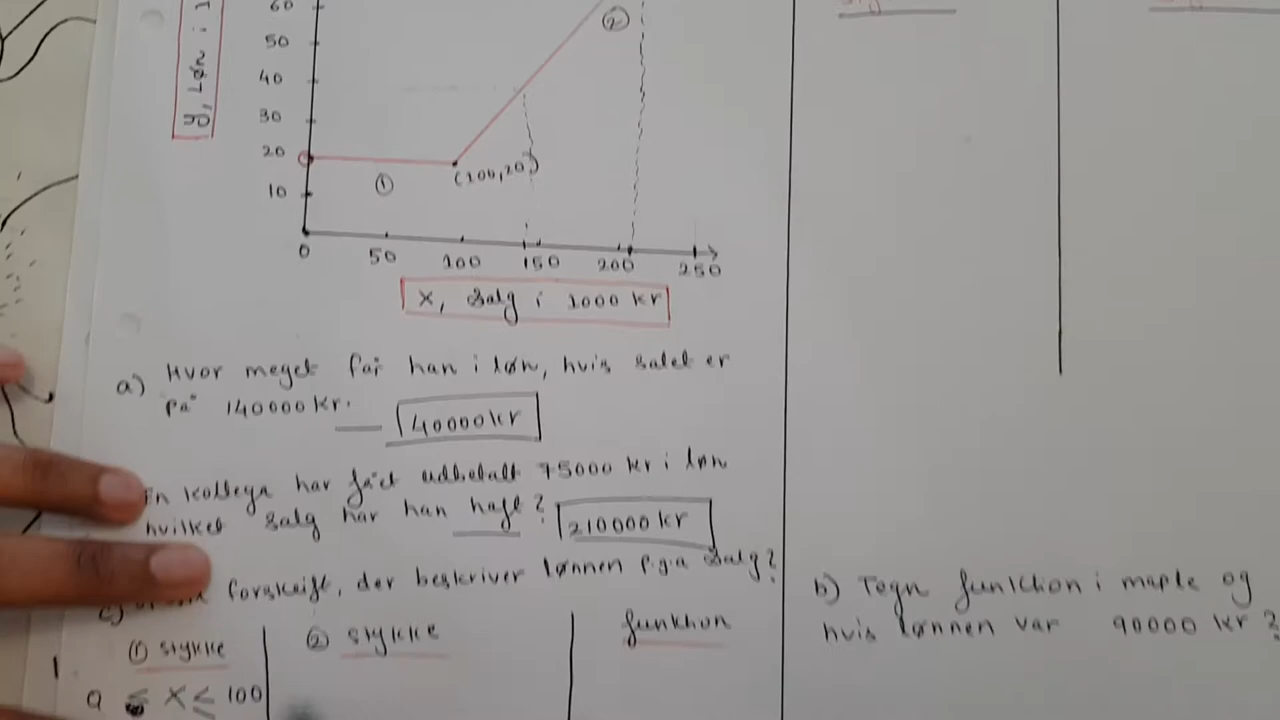 60
50
40
30
20
10
y, Løn i
②
①
(100,20)
0 50 100 150 200 250
x, salg i 1000 kr
a) Hvor meget får han i løn, hvis salet er
på 140000 kr.
40000 kr
En kollega har fået udbetalt 75000 kr i løn
hvilket salg har han haft?
210000 kr
forskrift, der beskriver lønnen p.g.a salg?
① stykke
② stykke
funktion
≤ x ≤ 100
b) Tegn funktion i maple og
hvis lønnen var 90000 kr ?